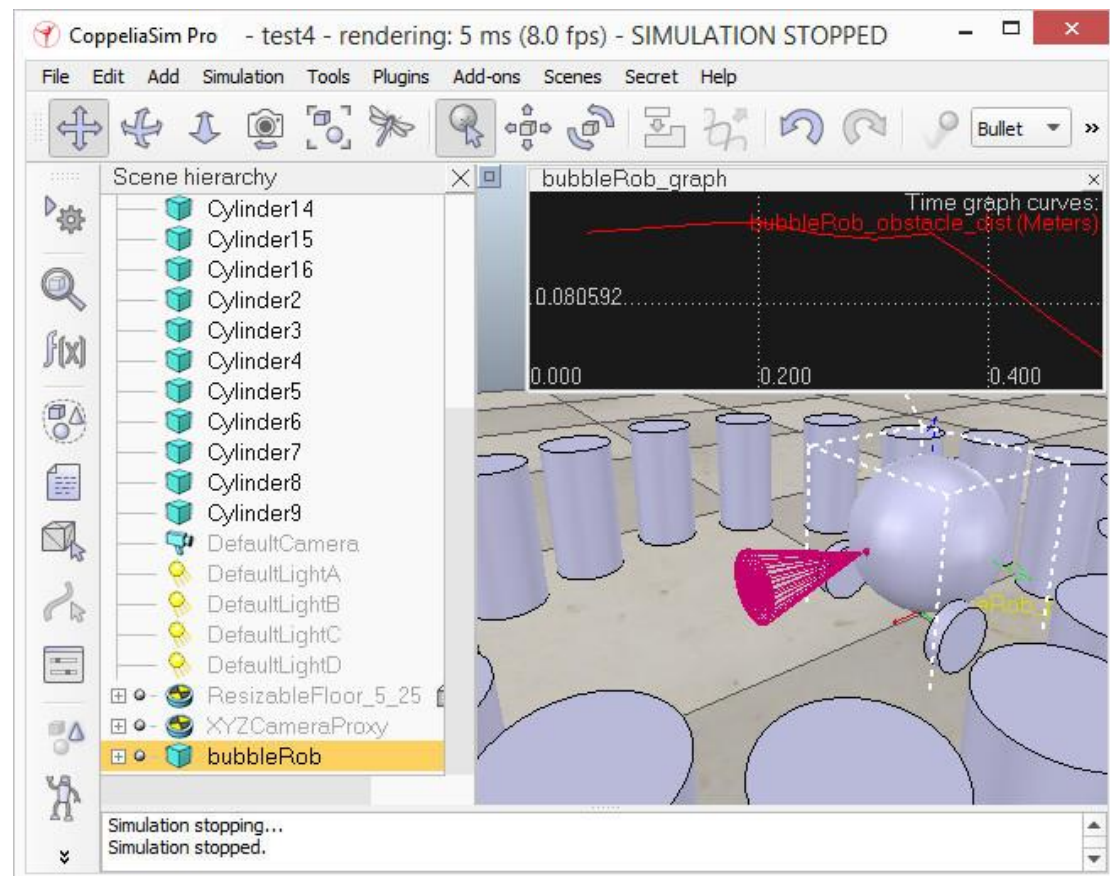 CoppeliaSim Pro - test4 - rendering: 5 ms (8.0 fps) - SIMULATION STOPPED
File Edit Add Simulation Tools Plugins Add-ons Scenes Secret Help
Bullet
Scene hierarchy
Cylinder14
Cylinder15
Cylinder16
Cylinder2
Cylinder3
Cylinder4
Cylinder5
Cylinder6
Cylinder7
Cylinder8
Cylinder9
DefaultCamera
DefaultLightA
DefaultLightB
DefaultLightC
DefaultLightD
ResizableFloor_5_25
XYZCameraProxy
bubbleRob
f(x)
bubbleRob_graph
Time graph curves:
bubbleRob_obstacle_dist (Meters)
0.080592
0.000 0.200 0.400
Simulation stopping...
Simulation stopped.